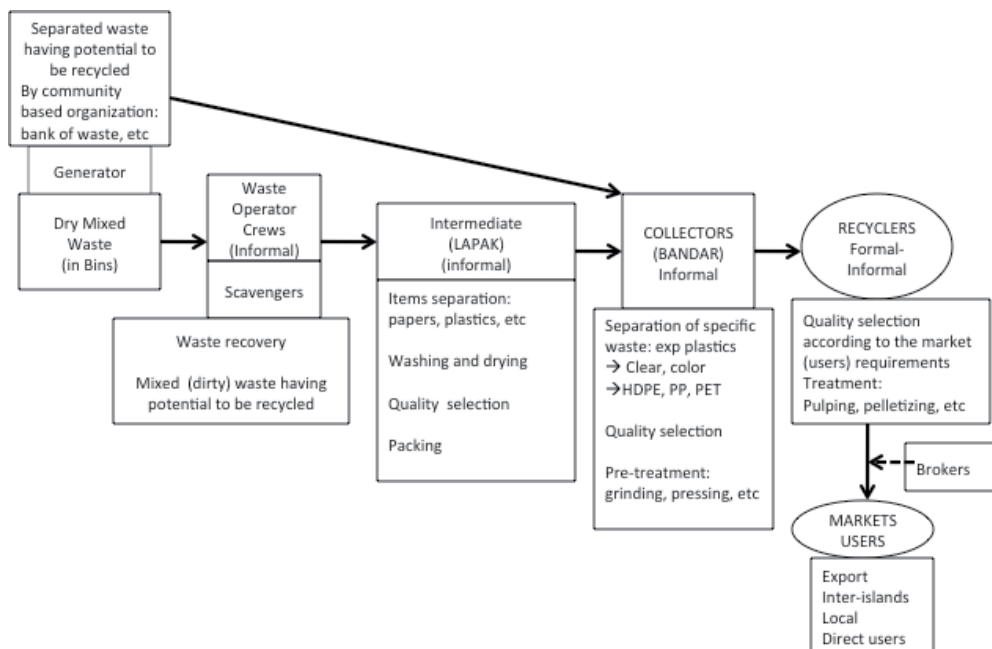 Separated waste
having potential to
be recycled
By community
based organization:
bank of waste, etc
Generator
Dry Mixed
Waste
(in Bins)
Waste
Operator
Crews
(Informal)
Scavengers
Waste recovery
Mixed (dirty) waste having
potential to be recycled
Intermediate
(LAPAK)
(informal)
Items separation:
papers, plastics, etc
Washing and drying
Quality selection
Packing
COLLECTORS
(BANDAR)
Informal
Separation of specific
waste: exp plastics
→ Clear, color
→HDPE, PP, PET
Quality selection
Pre-treatment:
grinding, pressing, etc
RECYCLERS
Formal-
Informal
Quality selection
according to the market
(users) requirements
Treatment:
Pulping, pelletizing, etc
Brokers
MARKETS
USERS
Export
Inter-islands
Local
Direct users